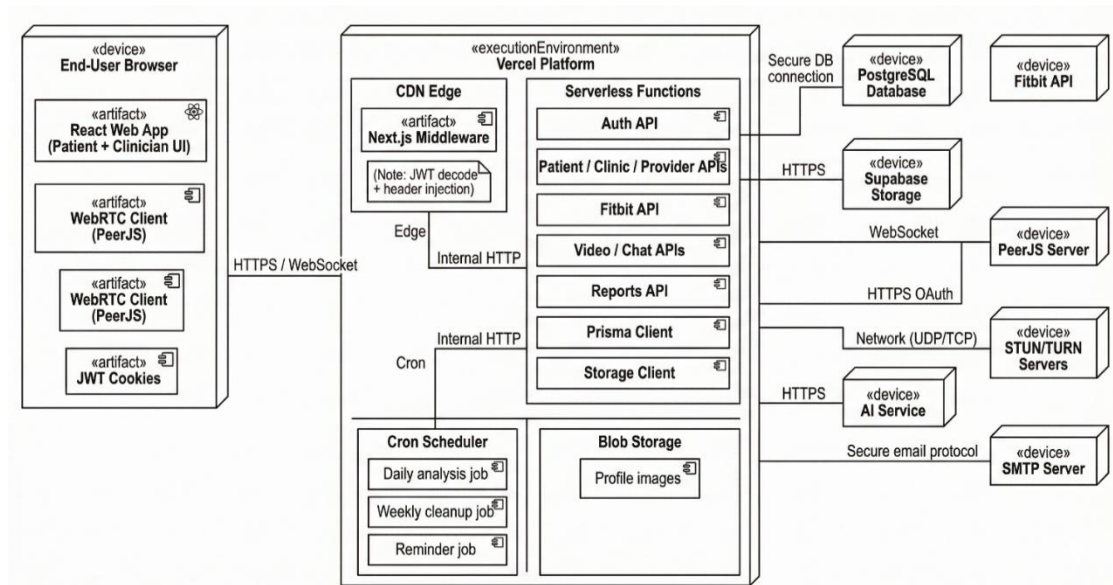 «device»
End-User Browser
«artifact»
React Web App
(Patient + Clinician UI)
«artifact»
WebRTC Client
(PeerJS)
«artifact»
WebRTC Client
(PeerJS)
«artifact»
JWT Cookies
HTTPS / WebSocket
«executionEnvironment»
Vercel Platform
CDN Edge
«artifact»
Next.js Middleware
(Note: JWT decode
+ header injection)
Edge
Internal HTTP
Internal HTTP
Cron
Serverless Functions
Auth API
Patient / Clinic / Provider APIs
Fitbit API
Video / Chat APIs
Reports API
Prisma Client
Storage Client
Cron Scheduler
Daily analysis job
Weekly cleanup job
Reminder job
Blob Storage
Profile images
Secure DB
connection
«device»
PostgreSQL
Database
«device»
Fitbit API
HTTPS
«device»
Supabase
Storage
WebSocket
«device»
PeerJS Server
HTTPS OAuth
Network (UDP/TCP)
«device»
STUN/TURN
Servers
HTTPS
«device»
AI Service
Secure email protocol
«device»
SMTP Server